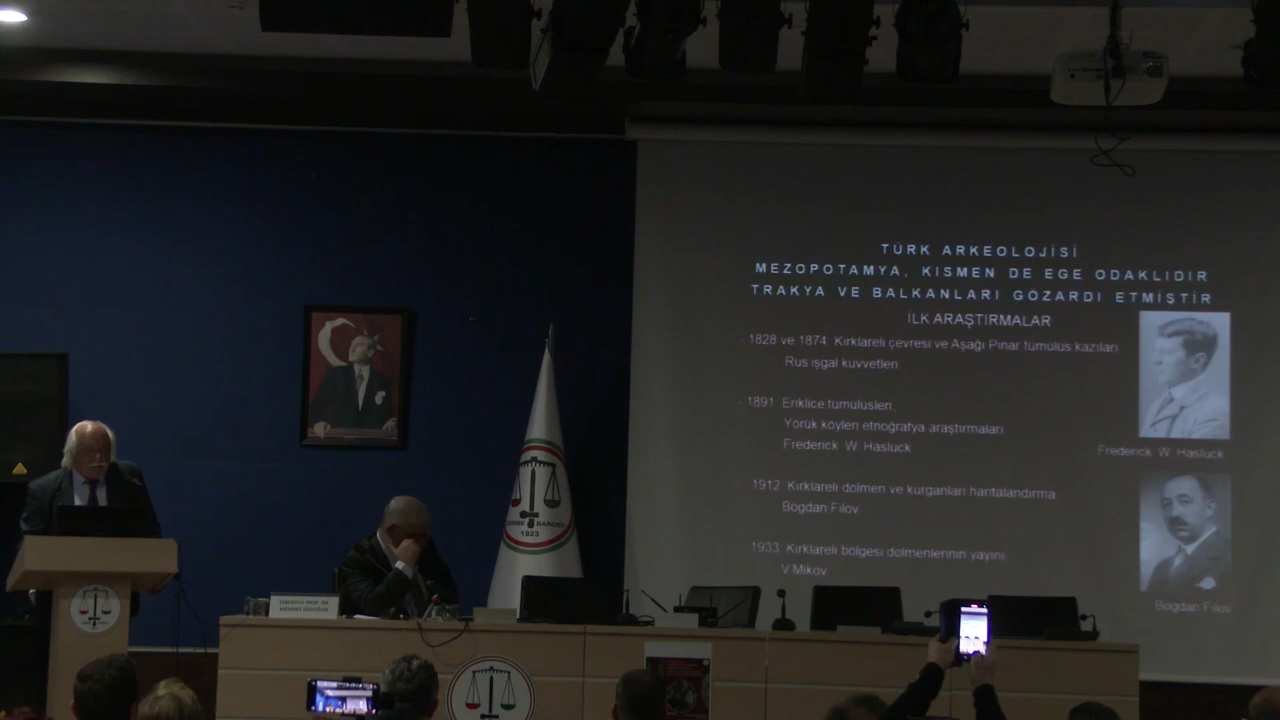 TÜRK ARKEOLOJİSİ
MEZOPOTAMYA, KISMEN DE EGE ODAKLIDIR
TRAKYA VE BALKANLARI GÖZARDI ETMİŞTİR
İLK ARAŞTIRMALAR
- 1828 ve 1874 Kırklareli çevresi ve Aşağı Pınar tümülüs kazıları
Rus işgal kuvvetleri
- 1891 Eriklice tümülüsleri,
Yörük köyleri etnoğrafya araştırmaları
Frederick W. Hasluck
Frederick W. Hasluck
- 1912 Kırklareli dolmen ve kurganları haritalandırma
Bogdan Filov
1933 Kırklareli bölgesi dolmenlerinin yayını
V.Mikov
Bogdan Filov
BAROSU
1923